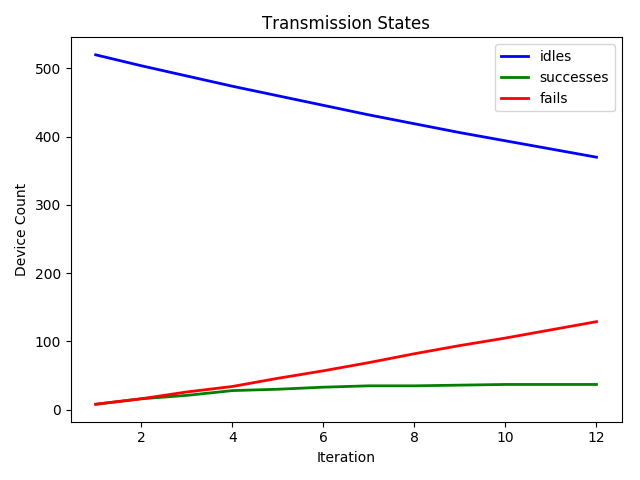 Transmission States
idles
successes
fails
Device Count
500
400
300
200
100
0
2 4 6 8 10 12
Iteration